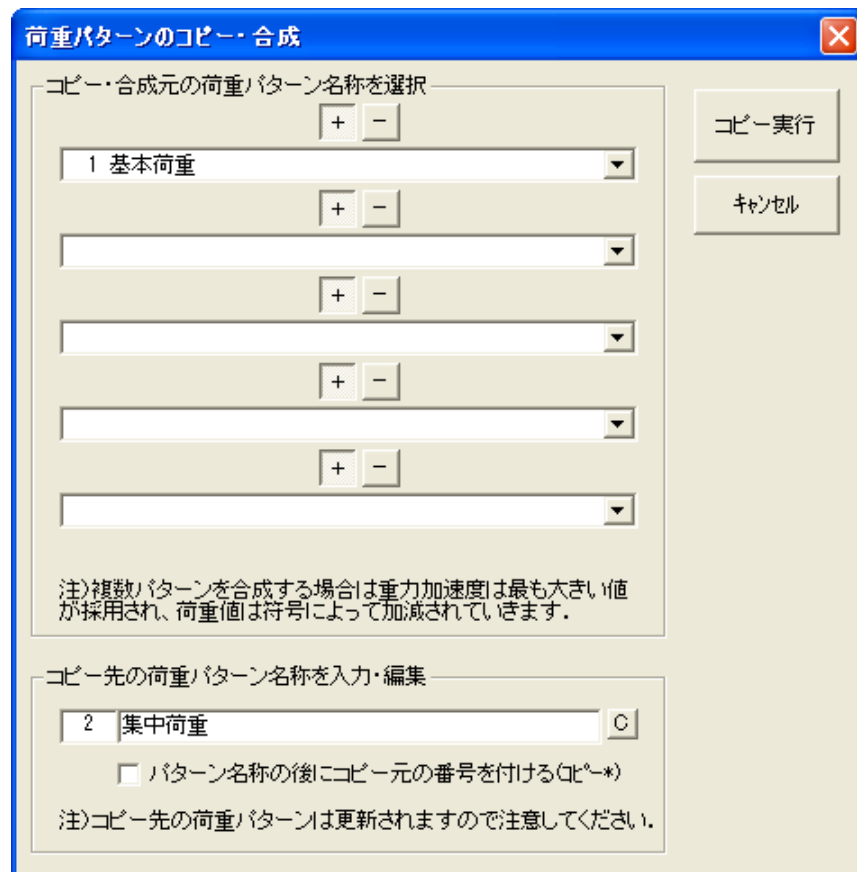 荷重パターンのコピー・合成
コピー・合成元の荷重パターン名称を選択
+ -
コピー実行
1 基本荷重
+ -
キャンセル
+ -
+ -
+ -
注)複数パターンを合成する場合は重力加速度は最も大きい値
が採用され、荷重値は符号によって加減されていきます.
コピー先の荷重パターン名称を入力・編集
2 集中荷重 C
パターン名称の後にコピー元の番号を付ける(コピー*)
注)コピー先の荷重パターンは更新されますので注意してください.